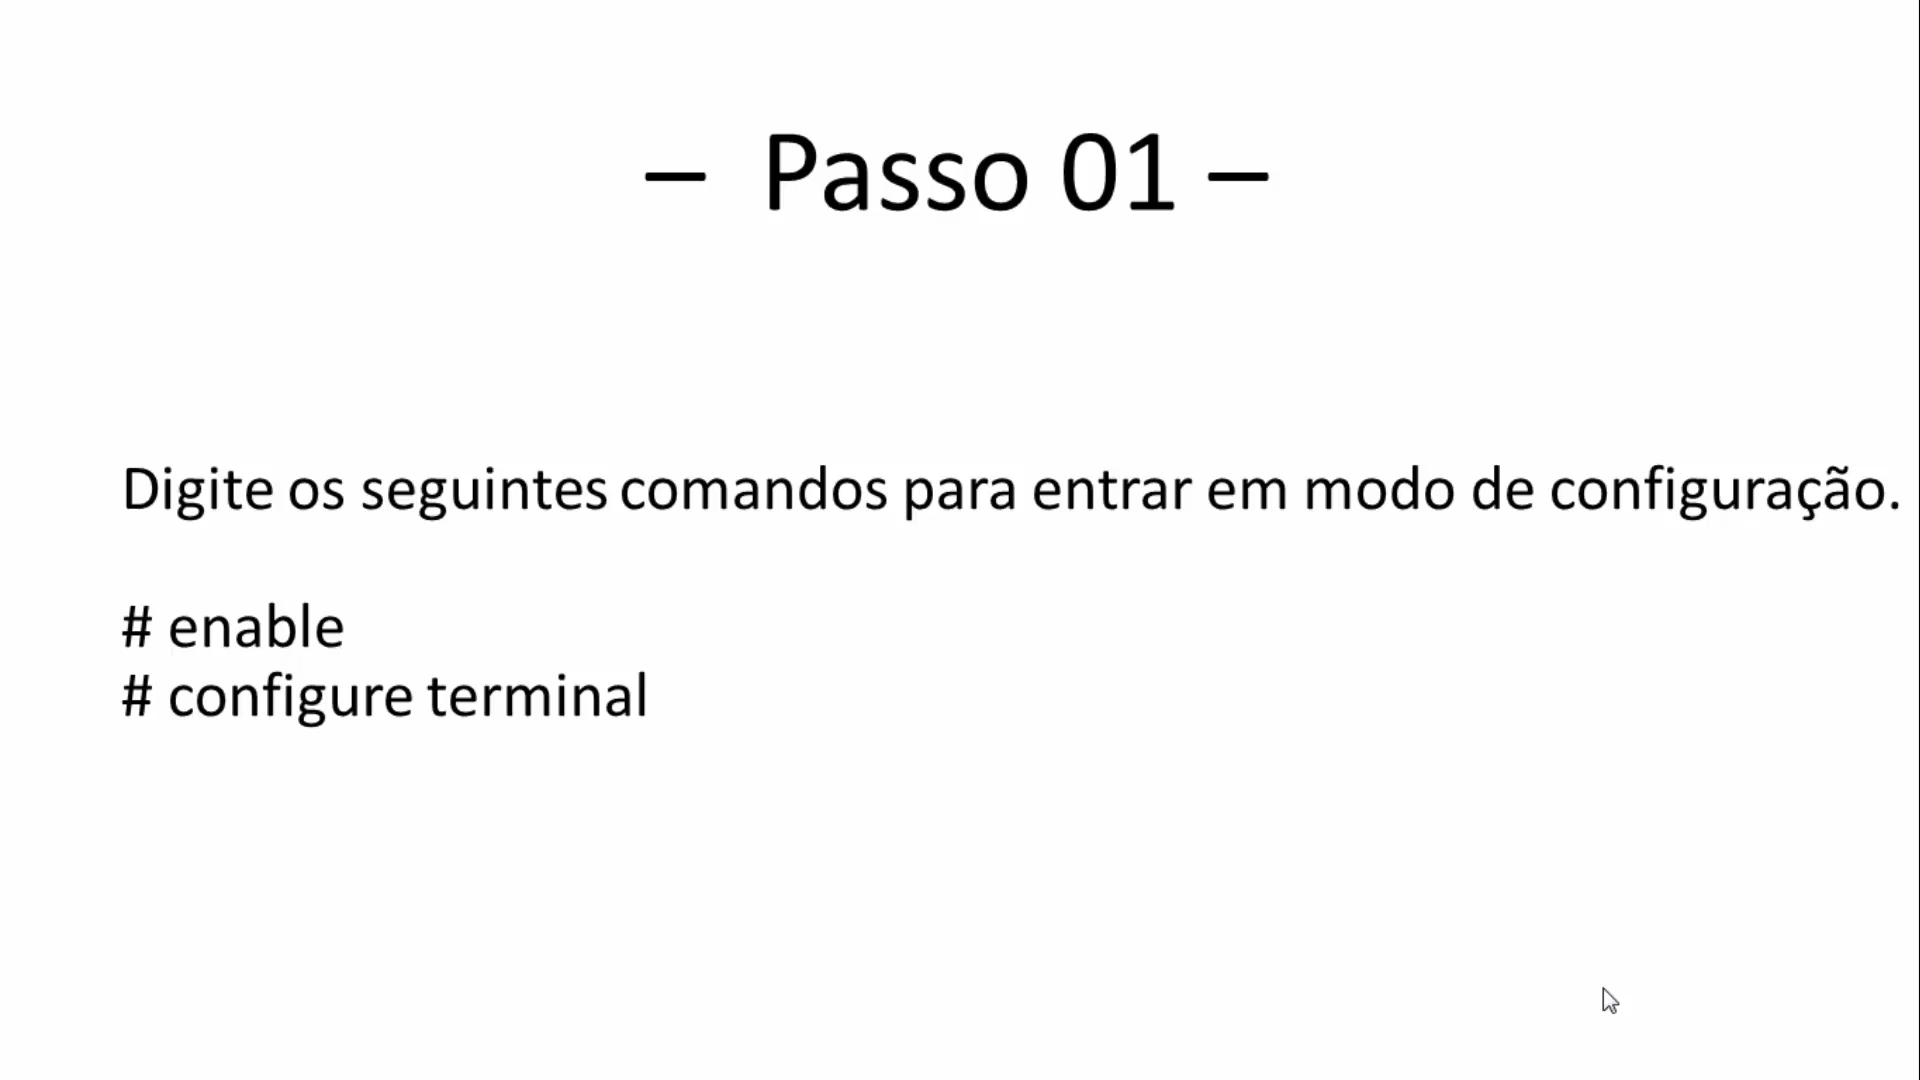 – Passo 01 –
Digite os seguintes comandos para entrar em modo de configuração.
# enable
# configure terminal